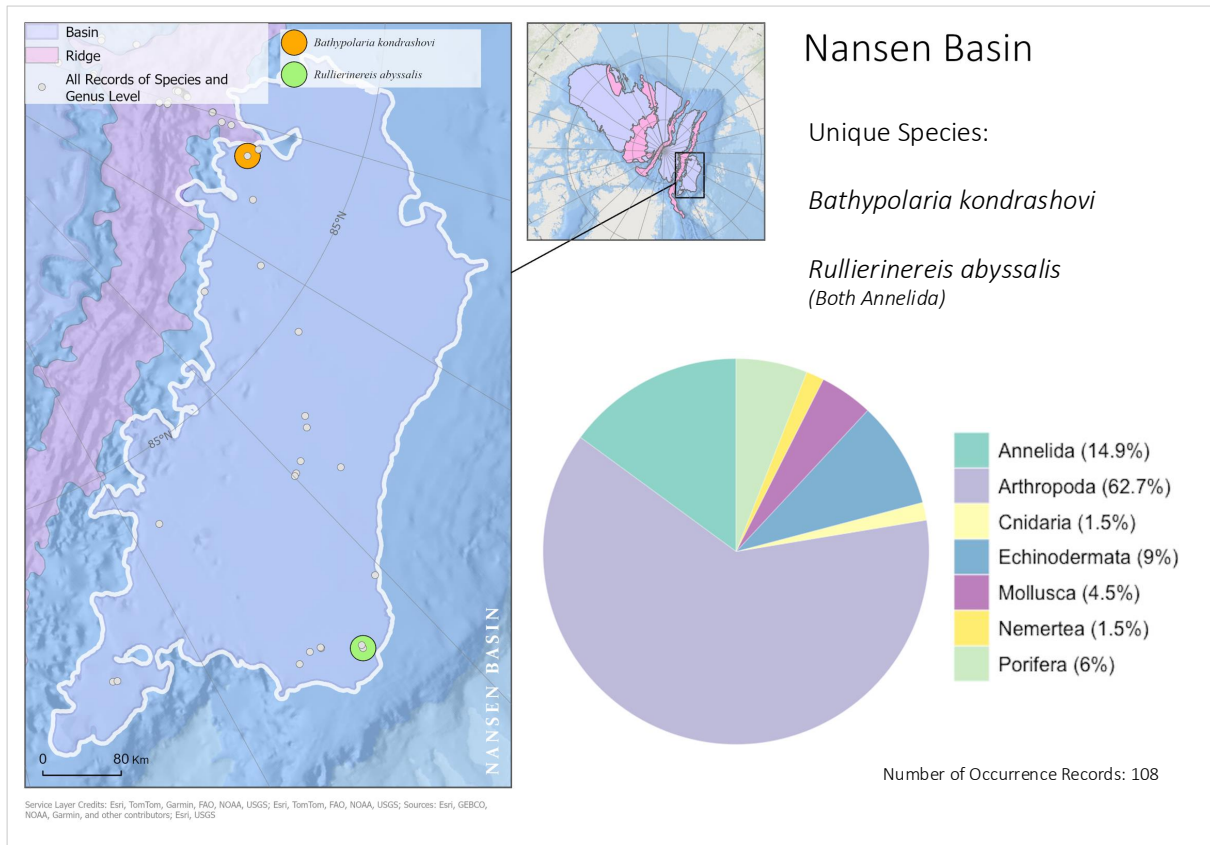 Basin
Ridge
All Records of Species and
Genus Level
Bathypolaria kondrashovi
Rullierinereis abyssalis
85°N
85°N
NANSEN BASIN
0 80 Km
Service Layer Credits: Esri, TomTom, Garmin, FAO, NOAA, USGS; Esri, TomTom, FAO, NOAA, USGS; Sources: Esri, GEBCO,
NOAA, Garmin, and other contributors; Esri, USGS
Nansen Basin
Unique Species:
Bathypolaria kondrashovi
Rullierinereis abyssalis
(Both Annelida)
Annelida (14.9%)
Arthropoda (62.7%)
Cnidaria (1.5%)
Echinodermata (9%)
Mollusca (4.5%)
Nemertea (1.5%)
Porifera (6%)
Number of Occurrence Records: 108